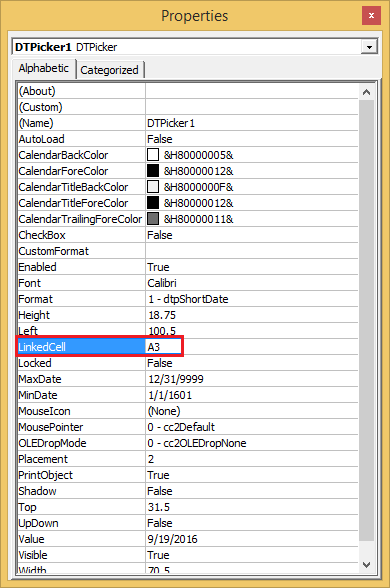 Properties
x
DTPicker1 DTPicker
Alphabetic Categorized
(About)
(Custom)
(Name) DTPicker1
AutoLoad False
CalendarBackColor &H80000005&
CalendarForeColor &H80000012&
CalendarTitleBackColor &H8000000F&
CalendarTitleForeColor &H80000012&
CalendarTrailingForeColor &H80000011&
CheckBox False
CustomFormat
Enabled True
Font Calibri
Format 1 - dtpShortDate
Height 18.75
Left 100.5
LinkedCell A3
Locked False
MaxDate 12/31/9999
MinDate 1/1/1601
MouseIcon (None)
MousePointer 0 - cc2Default
OLEDropMode 0 - cc2OLEDropNone
Placement 2
PrintObject True
Shadow False
Top 31.5
UpDown False
Value 9/19/2016
Visible True
Width 70.5